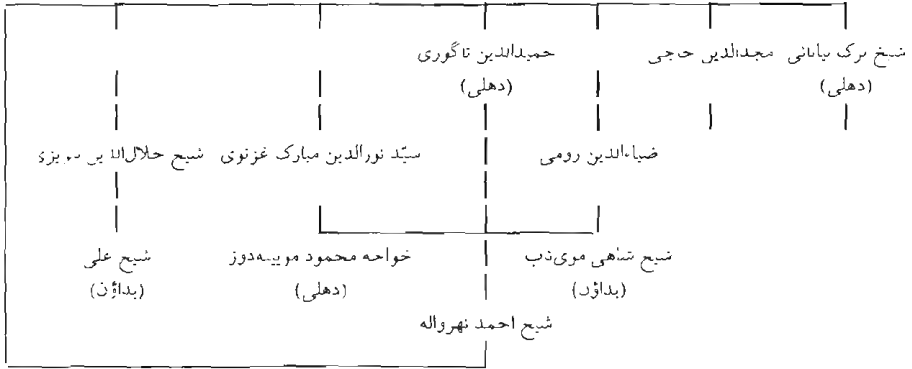 شیخ ترک بیابانی
(دهلی)
مجدالدین حاجی
حمیدالدین ناگوری
(دهلی)
ضیاءالدین رومی
سیّد نورالدین مبارک غزنوی
شیخ جلال‌الدین تبریزی
شیخ شاهی موی‌تاب
(بداؤن)
خواجه محمود موینه‌دوز
(دهلی)
شیخ علی
(بداؤن)
شیخ احمد نهرواله